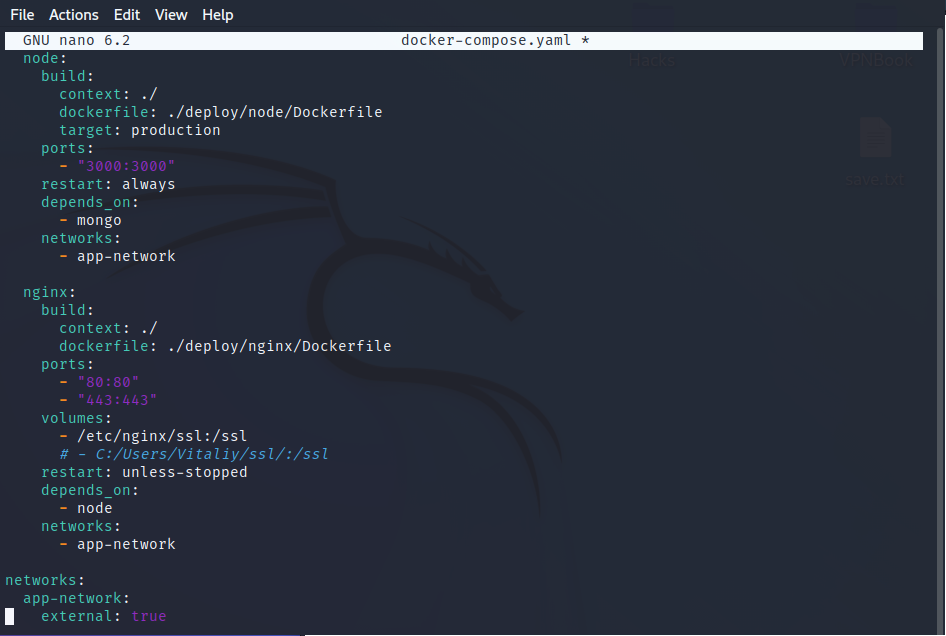 File Actions Edit View Help
GNU nano 6.2 docker-compose.yaml *
Hacks
VPNBook
  node:
    build:
      context: ./
      dockerfile: ./deploy/node/Dockerfile
      target: production
    ports:
      - "3000:3000"
    restart: always
    depends_on:
      - mongo
    networks:
      - app-network
save.txt
  nginx:
    build:
      context: ./
      dockerfile: ./deploy/nginx/Dockerfile
    ports:
      - "80:80"
      - "443:443"
    volumes:
      - /etc/nginx/ssl:/ssl
      # - C:/Users/Vitaliy/ssl/:/ssl
    restart: unless-stopped
    depends_on:
      - node
    networks:
      - app-network
networks:
  app-network:
    external: true